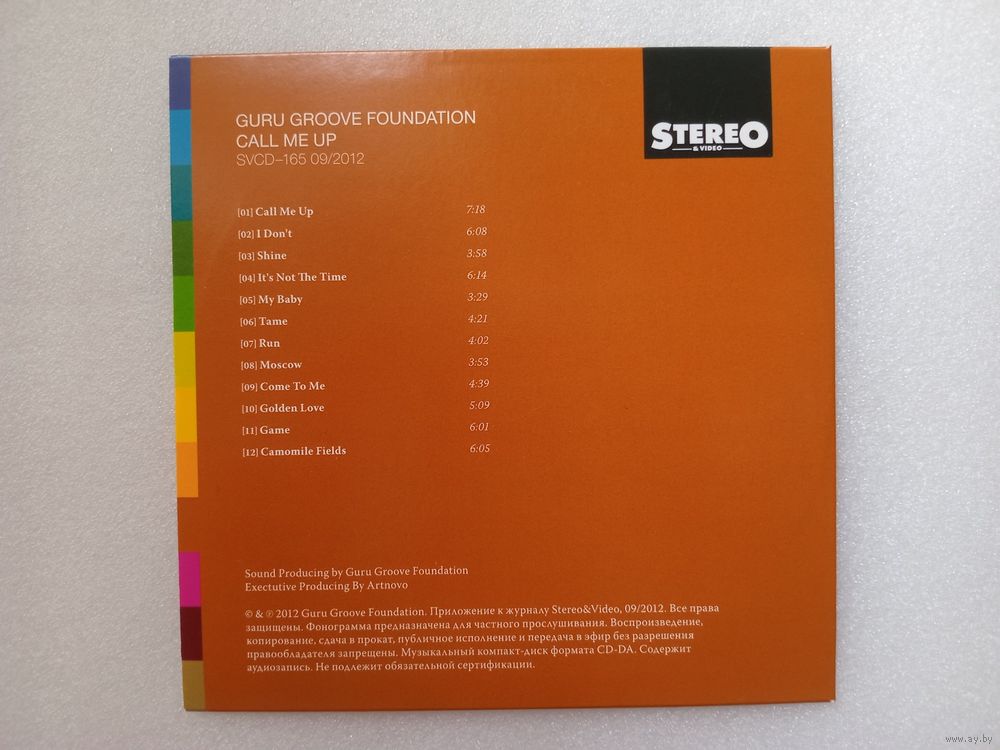 GURU GROOVE FOUNDATION
CALL ME UP
SVCD–165 09/2012
STEREO
& VIDEO
[01] Call Me Up 7:18
[02] I Don't 6:08
[03] Shine 3:58
[04] It's Not The Time 6:14
[05] My Baby 3:29
[06] Tame 4:21
[07] Run 4:02
[08] Moscow 3:53
[09] Come To Me 4:39
[10] Golden Love 5:09
[11] Game 6:01
[12] Camomile Fields 6:05
Sound Producing by Guru Groove Foundation
Exectutive Producing By Artnovo
© & ℗ 2012 Guru Groove Foundation. Приложение к журналу Stereo&Video, 09/2012. Все права
защищены. Фонограмма предназначена для частного прослушивания. Воспроизведение,
копирование, сдача в прокат, публичное исполнение и передача в эфир без разрешения
правообладателя запрещены. Музыкальный компакт-диск формата CD-DA. Содержит
аудиозапись. Не подлежит обязательной сертификации.
www.ay.by